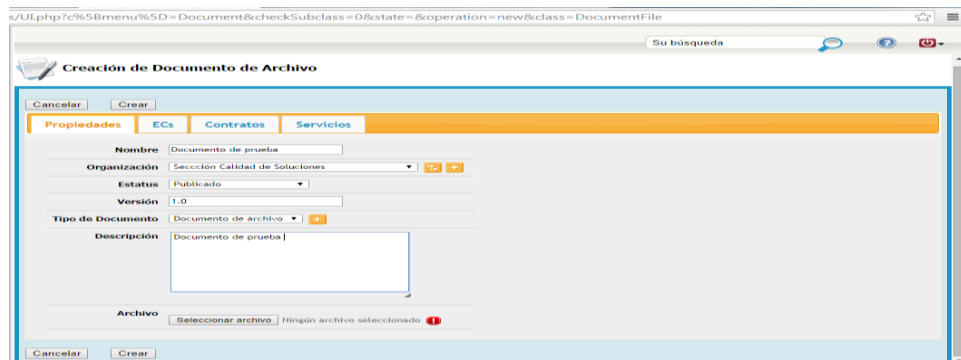 s/UI.php?c%5Bmenu%5D=Document&checkSubclass=0&state=&operation=new&class=DocumentFile
Su búsqueda
Creación de Documento de Archivo
Cancelar Crear
Propiedades ECs Contratos Servicios
Nombre Documento de prueba
Organización Seccción Calidad de Soluciones
Estatus Publicado
Versión 1.0
Tipo de Documento Documento de archivo
Descripción Documento de prueba
Archivo Seleccionar archivo Ningún archivo seleccionado
Cancelar Crear